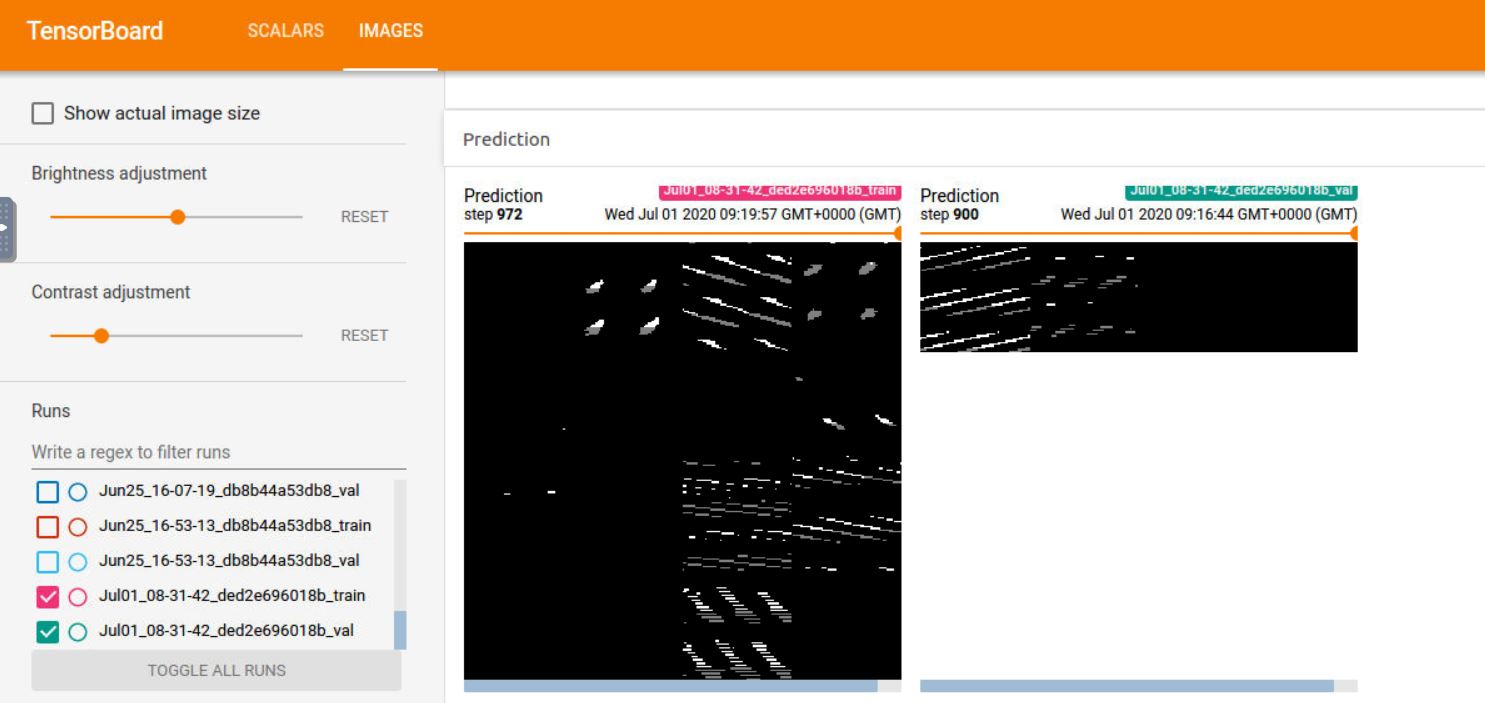 TensorBoard SCALARS IMAGES
Show actual image size
Brightness adjustment
RESET
Contrast adjustment
RESET
Runs
Write a regex to filter runs
Jun25_16-07-19_db8b44a53db8_val
Jun25_16-53-13_db8b44a53db8_train
Jun25_16-53-13_db8b44a53db8_val
Jul01_08-31-42_ded2e696018b_train
Jul01_08-31-42_ded2e696018b_val
TOGGLE ALL RUNS
Prediction
Prediction Jul01_08-31-42_ded2e696018b_train
step 972 Wed Jul 01 2020 09:19:57 GMT+0000 (GMT)
Prediction Jul01_08-31-42_ded2e696018b_val
step 900 Wed Jul 01 2020 09:16:44 GMT+0000 (GMT)